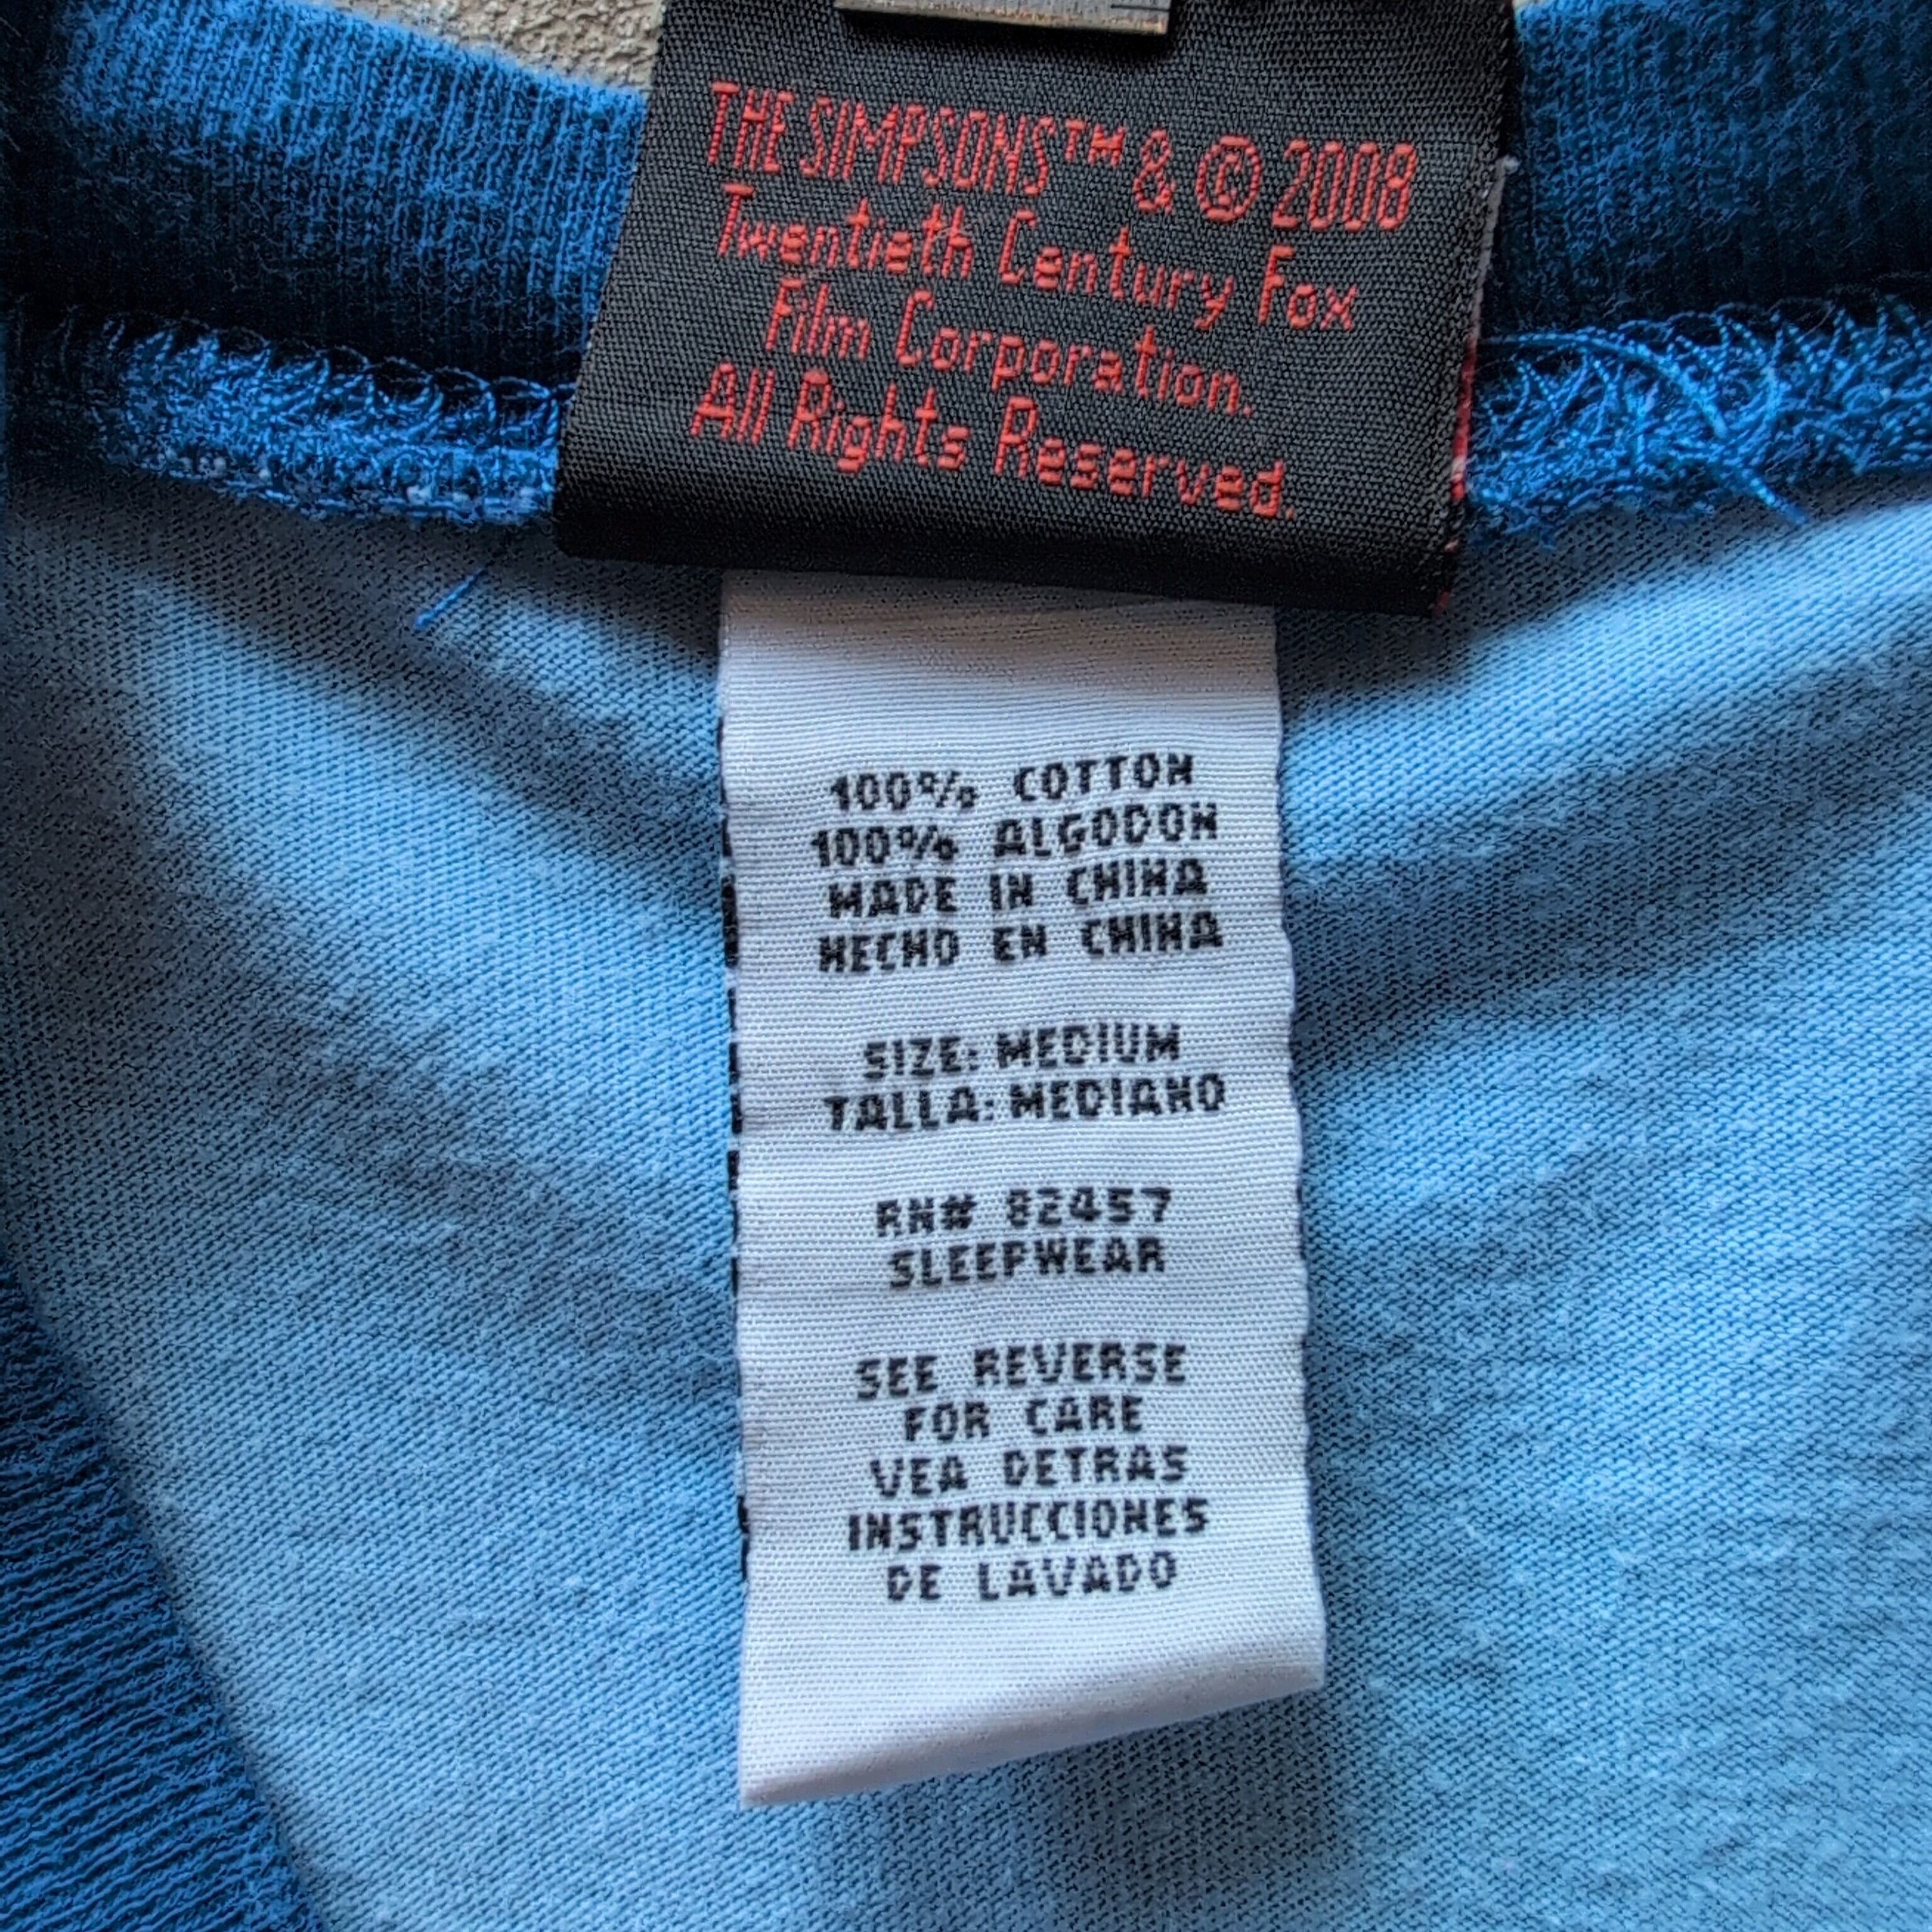 THE SIMPSONS™ & © 2008
Twentieth Century Fox
Film Corporation.
All Rights Reserved.
100% COTTON
100% ALGODON
MADE IN CHINA
HECHO EN CHINA
SIZE: MEDIUM
TALLA: MEDIANO
RN# 82457
SLEEPWEAR
SEE REVERSE
FOR CARE
VEA DETRAS
INSTRUCCIONES
DE LAVADO